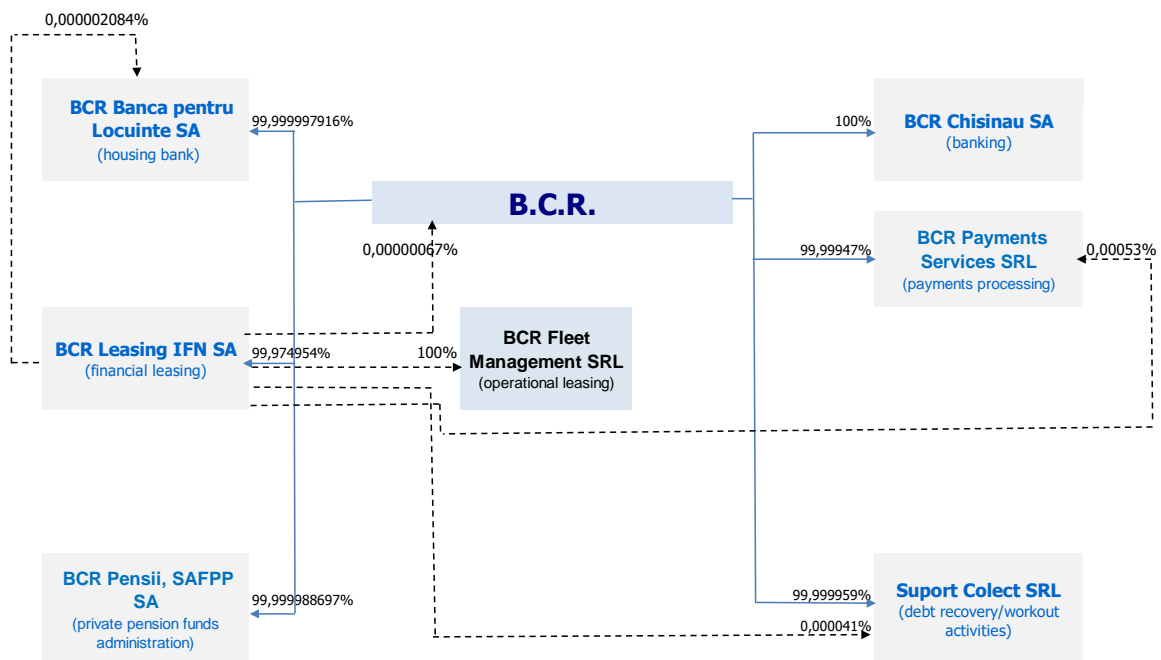 0,000002084%
BCR Banca pentru
Locuinte SA
(housing bank)
99,999997916%
100%
BCR Chisinau SA
(banking)
B.C.R.
0,00000067%
99,99947%
BCR Payments
Services SRL
(payments processing)
0,00053%
BCR Leasing IFN SA
(financial leasing)
99,974954%
100%
BCR Fleet
Management SRL
(operational leasing)
BCR Pensii, SAFPP
SA
(private pension funds
administration)
99,999988697%
99,999959%
0,000041%
Suport Colect SRL
(debt recovery/workout
activities)